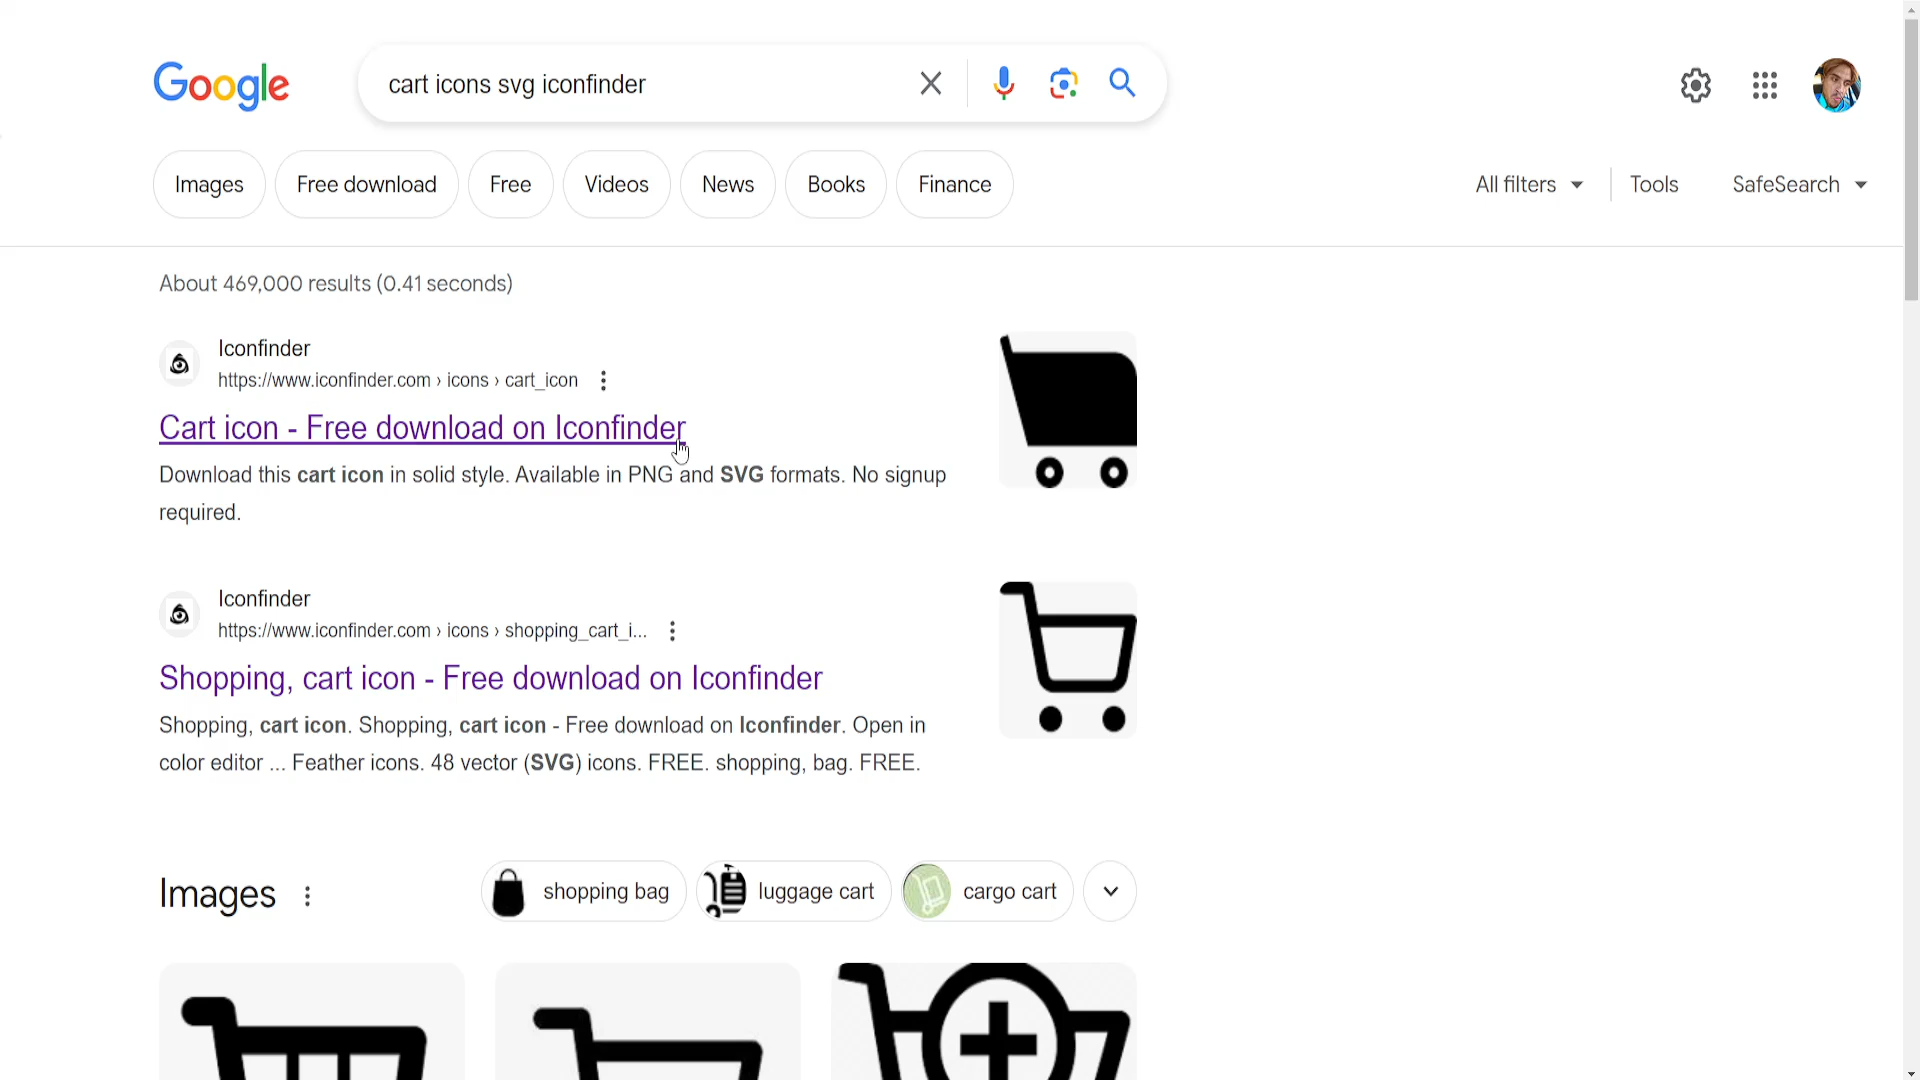 Google
cart icons svg iconfinder
Images
Free download
Free
Videos
News
Books
Finance
All filters
Tools
SafeSearch
About 469,000 results (0.41 seconds)
Iconfinder
https://www.iconfinder.com › icons › cart_icon
Cart icon - Free download on Iconfinder
Download this cart icon in solid style. Available in PNG and SVG formats. No signup
required.
Iconfinder
https://www.iconfinder.com › icons › shopping_cart_i...
Shopping, cart icon - Free download on Iconfinder
Shopping, cart icon. Shopping, cart icon - Free download on Iconfinder. Open in
color editor ... Feather icons. 48 vector (SVG) icons. FREE. shopping, bag. FREE.
Images
shopping bag
luggage cart
cargo cart